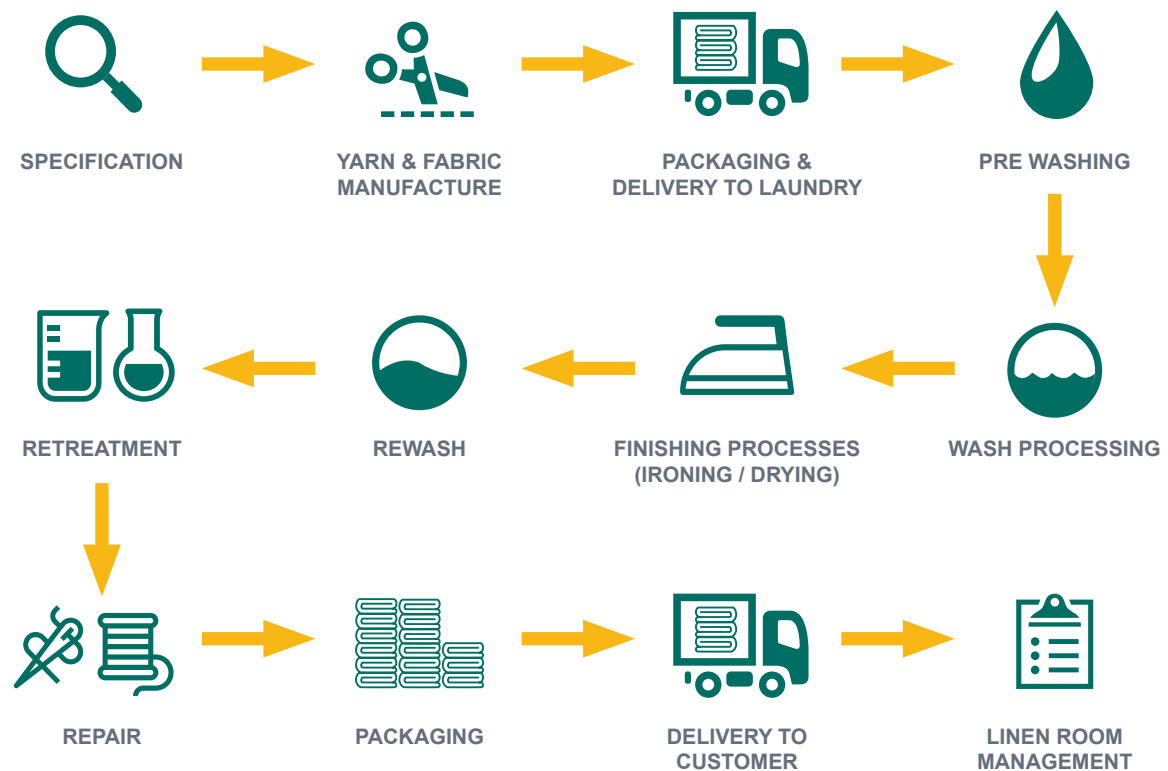 SPECIFICATION
YARN & FABRIC
MANUFACTURE
PACKAGING &
DELIVERY TO LAUNDRY
PRE WASHING
RETREATMENT
REWASH
FINISHING PROCESSES
(IRONING / DRYING)
WASH PROCESSING
REPAIR
PACKAGING
DELIVERY TO
CUSTOMER
LINEN ROOM
MANAGEMENT